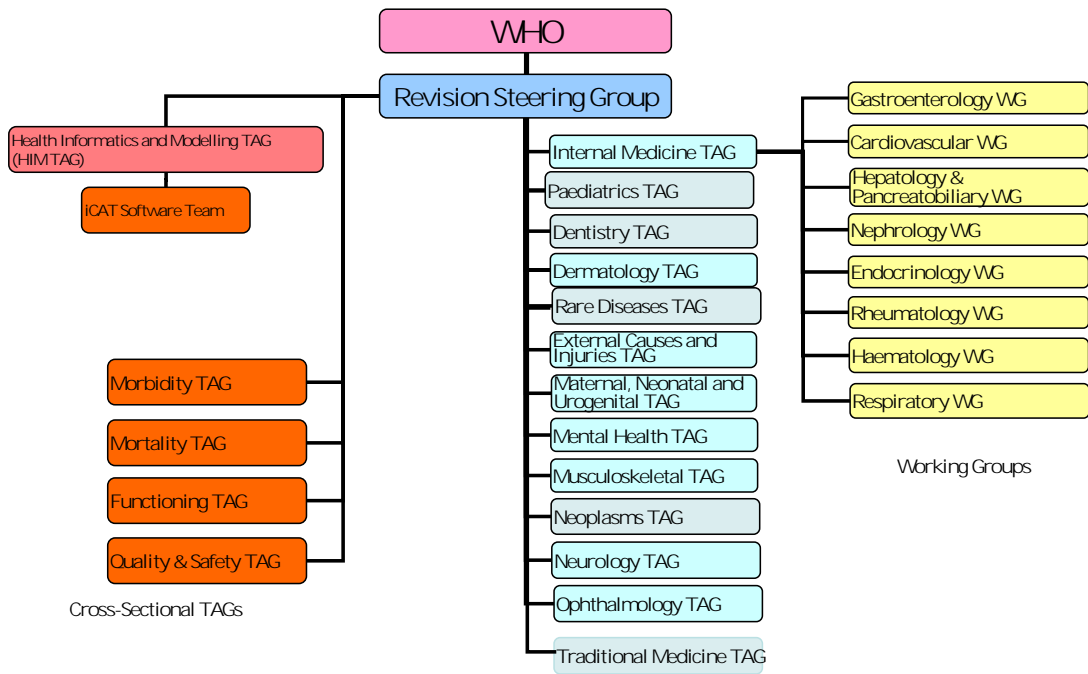 WHO
Revision Steering Group
Health Informatics and Modelling TAG
(HIM TAG)
iCAT Software Team
Morbidity TAG
Mortality TAG
Functioning TAG
Quality & Safety TAG
Cross-Sectional TAGs
Internal Medicine TAG
Paediatrics TAG
Dentistry TAG
Dermatology TAG
Rare Diseases TAG
External Causes and
Injuries TAG
Maternal, Neonatal and
Urogenital TAG
Mental Health TAG
Musculoskeletal TAG
Neoplasms TAG
Neurology TAG
Ophthalmology TAG
Traditional Medicine TAG
Gastroenterology WG
Cardiovascular WG
Hepatology &
Pancreatobiliary WG
Nephrology WG
Endocrinology WG
Rheumatology WG
Haematology WG
Respiratory WG
Working Groups